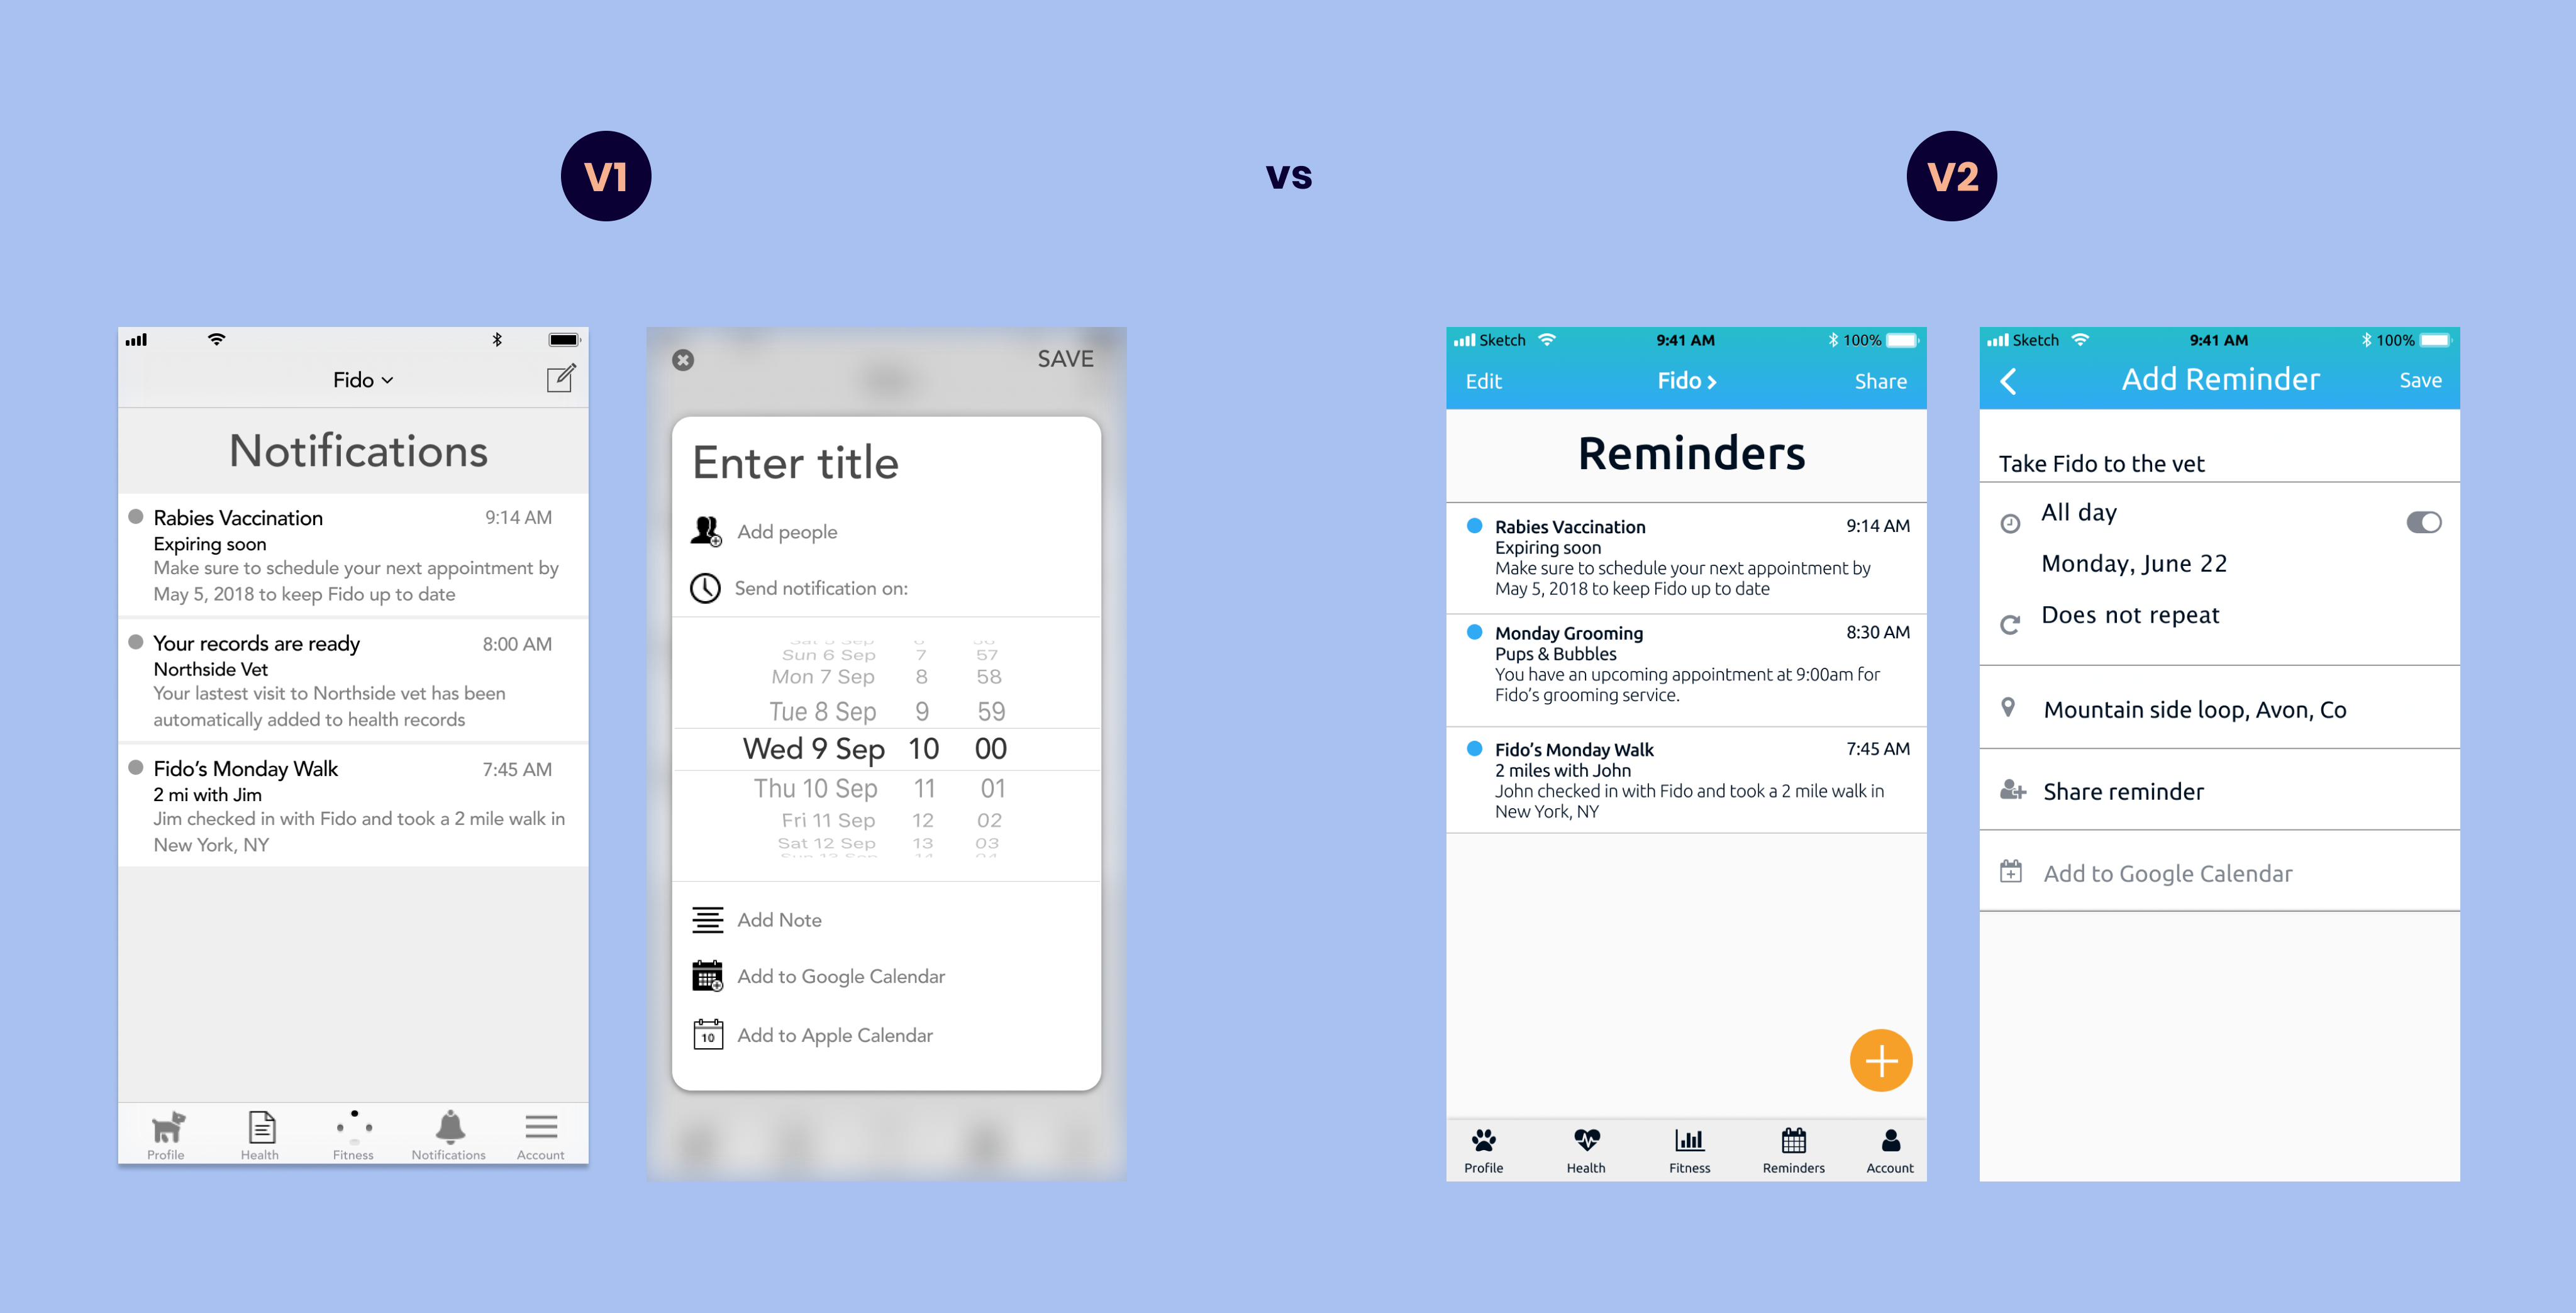 V1
vs
V2
Fido
Notifications
Rabies Vaccination 9:14 AM
Expiring soon
Make sure to schedule your next appointment by
May 5, 2018 to keep Fido up to date
Your records are ready 8:00 AM
Northside Vet
Your lastest visit to Northside vet has been
automatically added to health records
Fido's Monday Walk 7:45 AM
2 mi with Jim
Jim checked in with Fido and took a 2 mile walk in
New York, NY
Profile Health Fitness Notifications Account
SAVE
Enter title
Add people
Send notification on:
Sun 6 Sep 7 57
Mon 7 Sep 8 58
Tue 8 Sep 9 59
Wed 9 Sep 10 00
Thu 10 Sep 11 01
Fri 11 Sep 12 02
Sat 12 Sep 13 03
Add Note
Add to Google Calendar
10 Add to Apple Calendar
Sketch 9:41 AM 100%
Edit Fido Share
Reminders
Rabies Vaccination 9:14 AM
Expiring soon
Make sure to schedule your next appointment by
May 5, 2018 to keep Fido up to date
Monday Grooming 8:30 AM
Pups & Bubbles
You have an upcoming appointment at 9:00am for
Fido's grooming service.
Fido's Monday Walk 7:45 AM
2 miles with John
John checked in with Fido and took a 2 mile walk in
New York, NY
Profile Health Fitness Reminders Account
Sketch 9:41 AM 100%
Add Reminder Save
Take Fido to the vet
All day
Monday, June 22
Does not repeat
Mountain side loop, Avon, Co
Share reminder
Add to Google Calendar